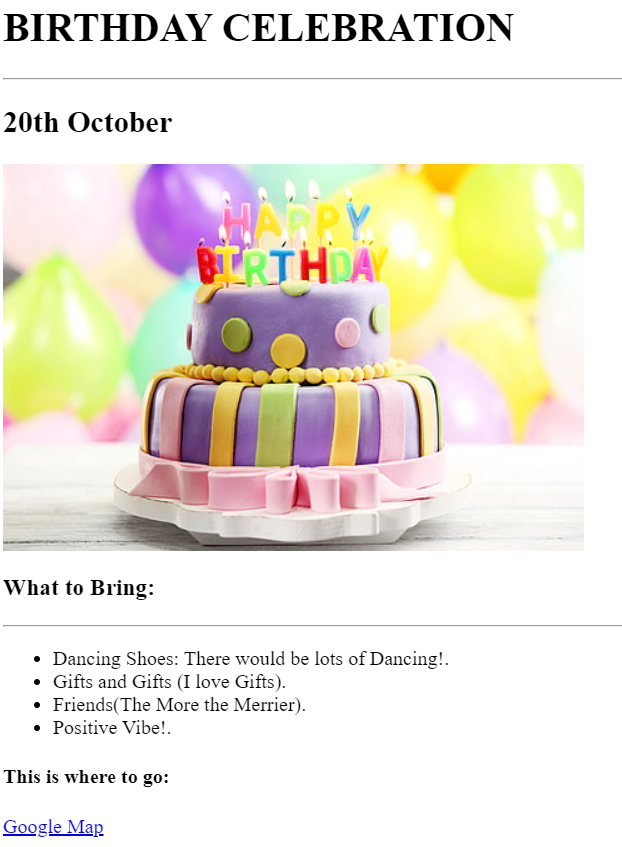 BIRTHDAY CELEBRATION
20th October
HAPPY
BIRTHDAY
What to Bring:
Dancing Shoes: There would be lots of Dancing!.
Gifts and Gifts (I love Gifts).
Friends(The More the Merrier).
Positive Vibe!.
This is where to go:
Google Map